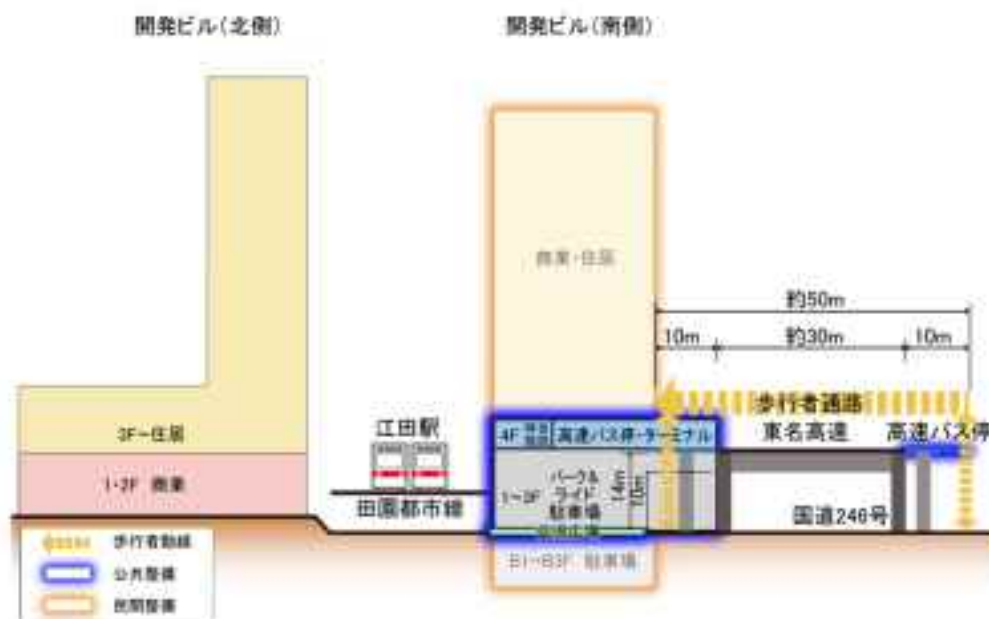 開発ビル(北側)
開発ビル(南側)
商業・住居
約50m
10m
約30m
10m
歩行者通路
東名高速
高速バス停
江田駅
田園都市線
3F~住居
1・2F 商業
4F
高速バス停・ターミナル
1~3F
パーク&
ライド
駐車場
14m
10m
国道246号
B1~B3F 駐車場
歩行者動線
公共整備
民間整備